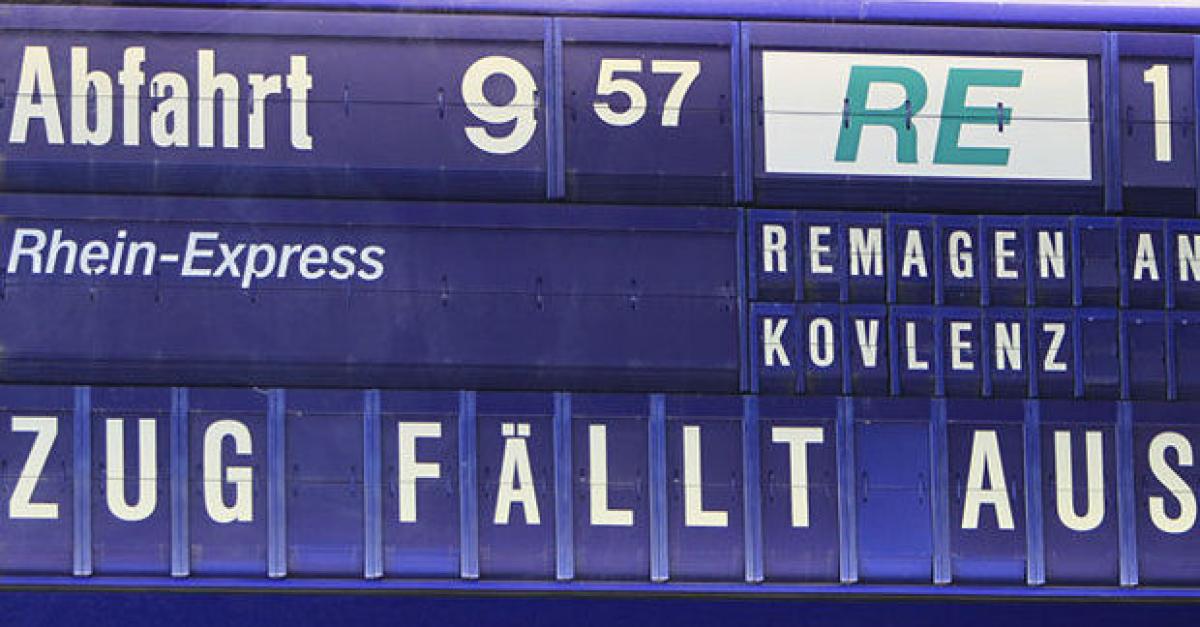 Abfahrt 9 57 RE 1
Rhein-Express REMAGEN AN
KOVLENZ
ZUG FÄLLT AUS